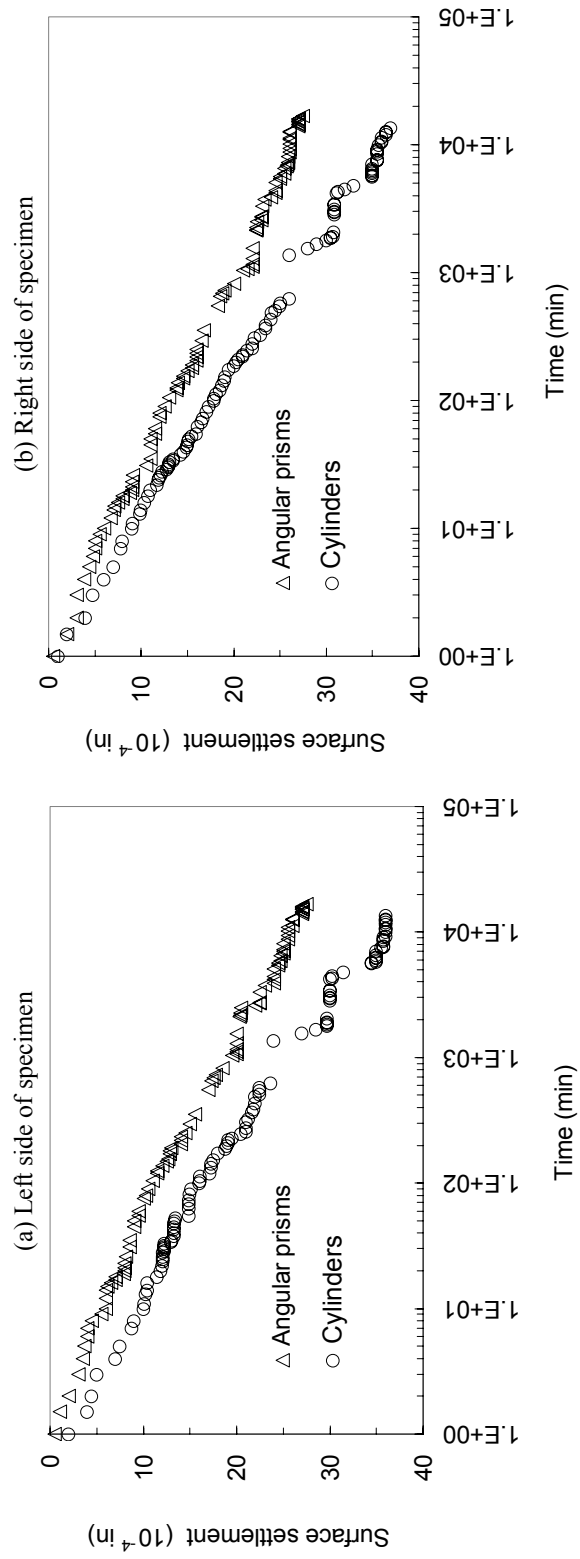 (a) Left side of specimen
Surface settlement (10⁻⁴ in)
0
10
20
30
40
1.E+00
1.E+01
1.E+02
1.E+03
1.E+04
1.E+05
Time (min)
Angular prisms
Cylinders
(b) Right side of specimen
Surface settlement (10⁻⁴ in)
0
10
20
30
40
1.E+00
1.E+01
1.E+02
1.E+03
1.E+04
1.E+05
Time (min)
Angular prisms
Cylinders